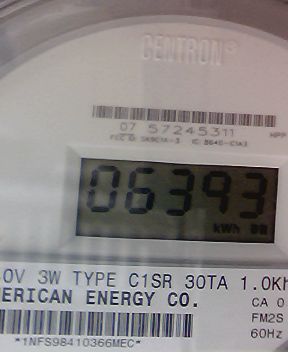 CENTRON®
07 57245311
06393
kWh
0V 3W TYPE C1SR 30TA 1.0Kh
ERICAN ENERGY CO.
CA 0
FM2S
60Hz
*1NFS98410366MEC*